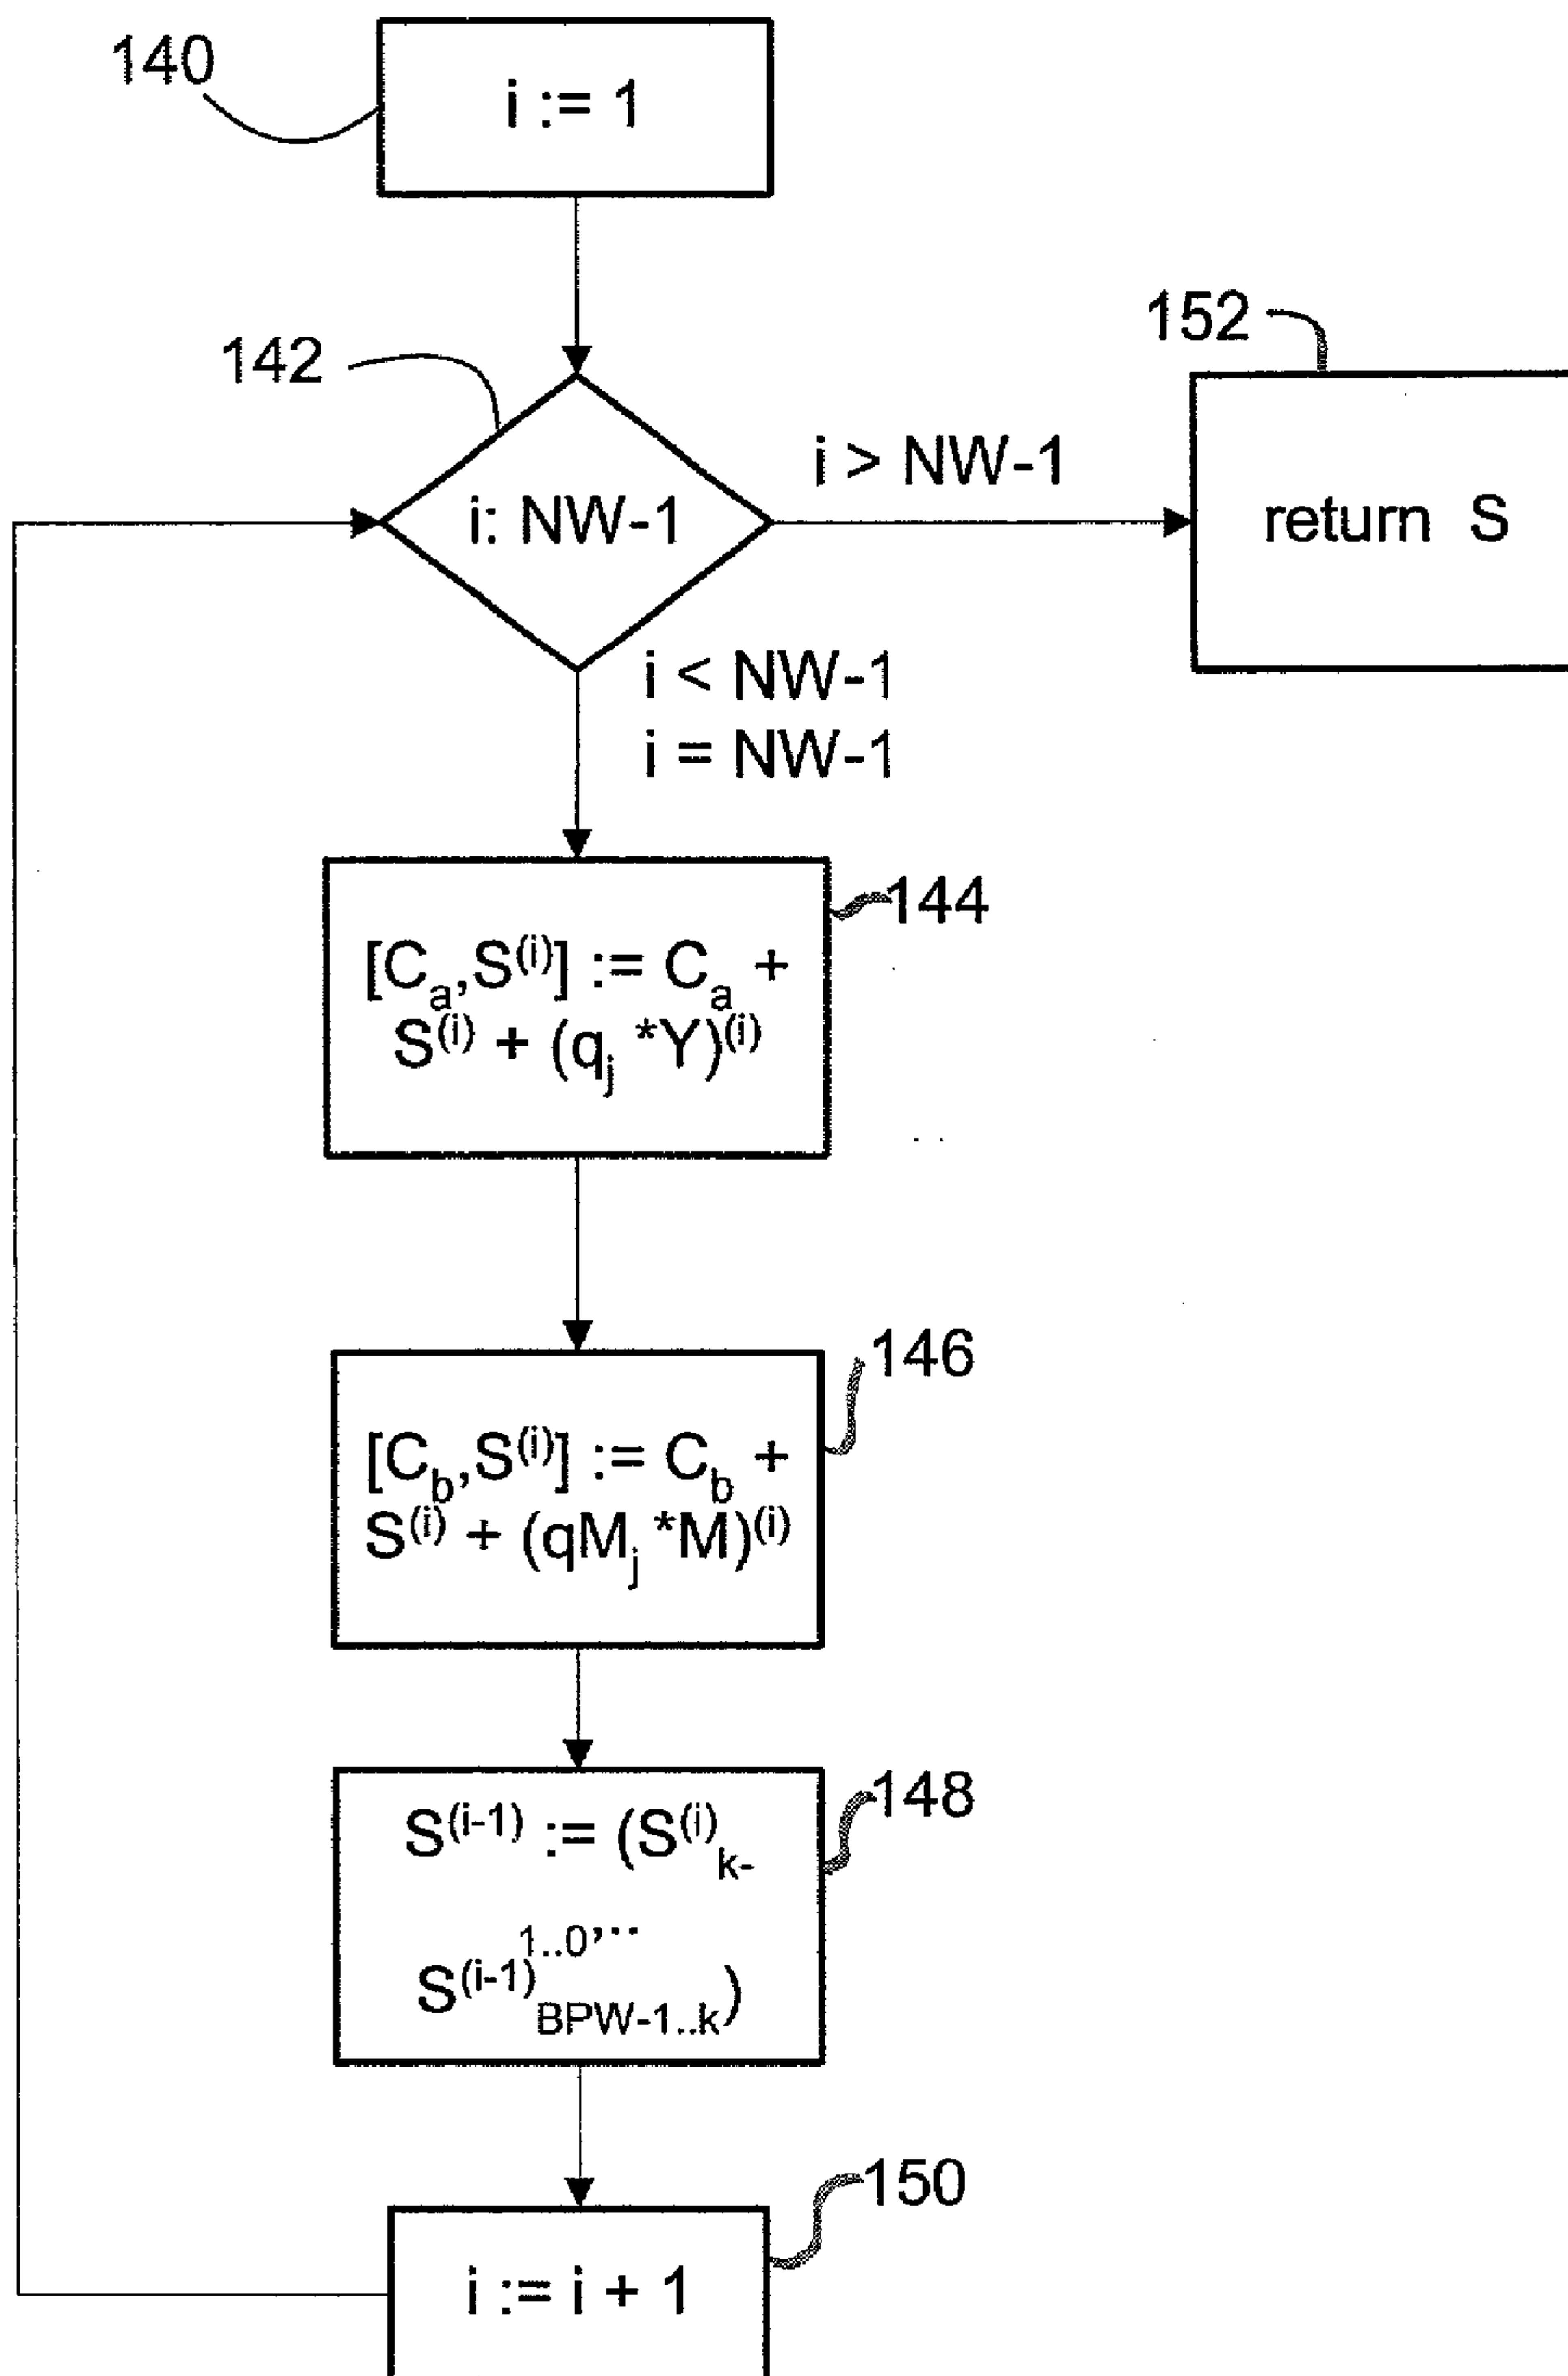 140
i := 1
152
142
i > NW-1
i: NW-1
return S
i < NW-1
i = NW-1
144
[C_a,S^(i)] := C_a +
S^(i) + (q_j *Y)^(i)
146
[C_b,S^(i)] := C_b +
S^(i) + (qM_j *M)^(i)
148
S^(i-1) := (S^(i)_k-
1..0,...
S^(i-1)_BPW-1..k)
150
i := i + 1